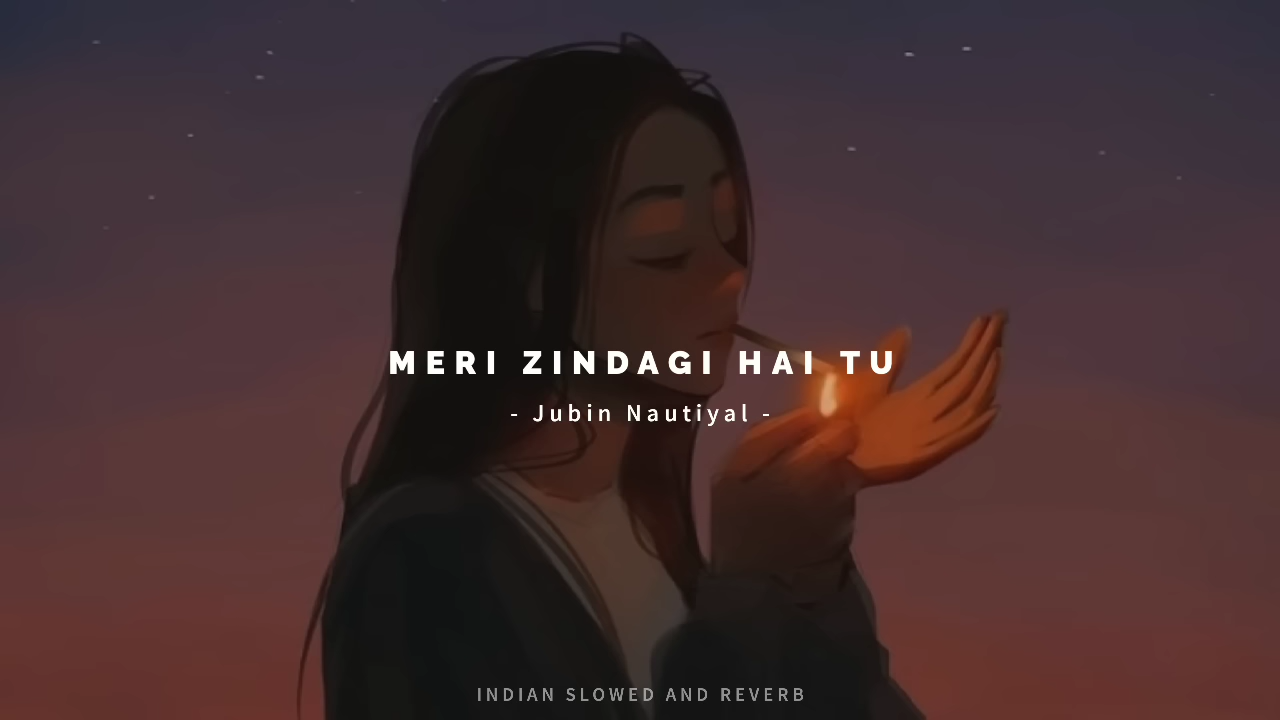 MERI ZINDAGI HAI TU
- Jubin Nautiyal -
INDIAN SLOWED AND REVERB